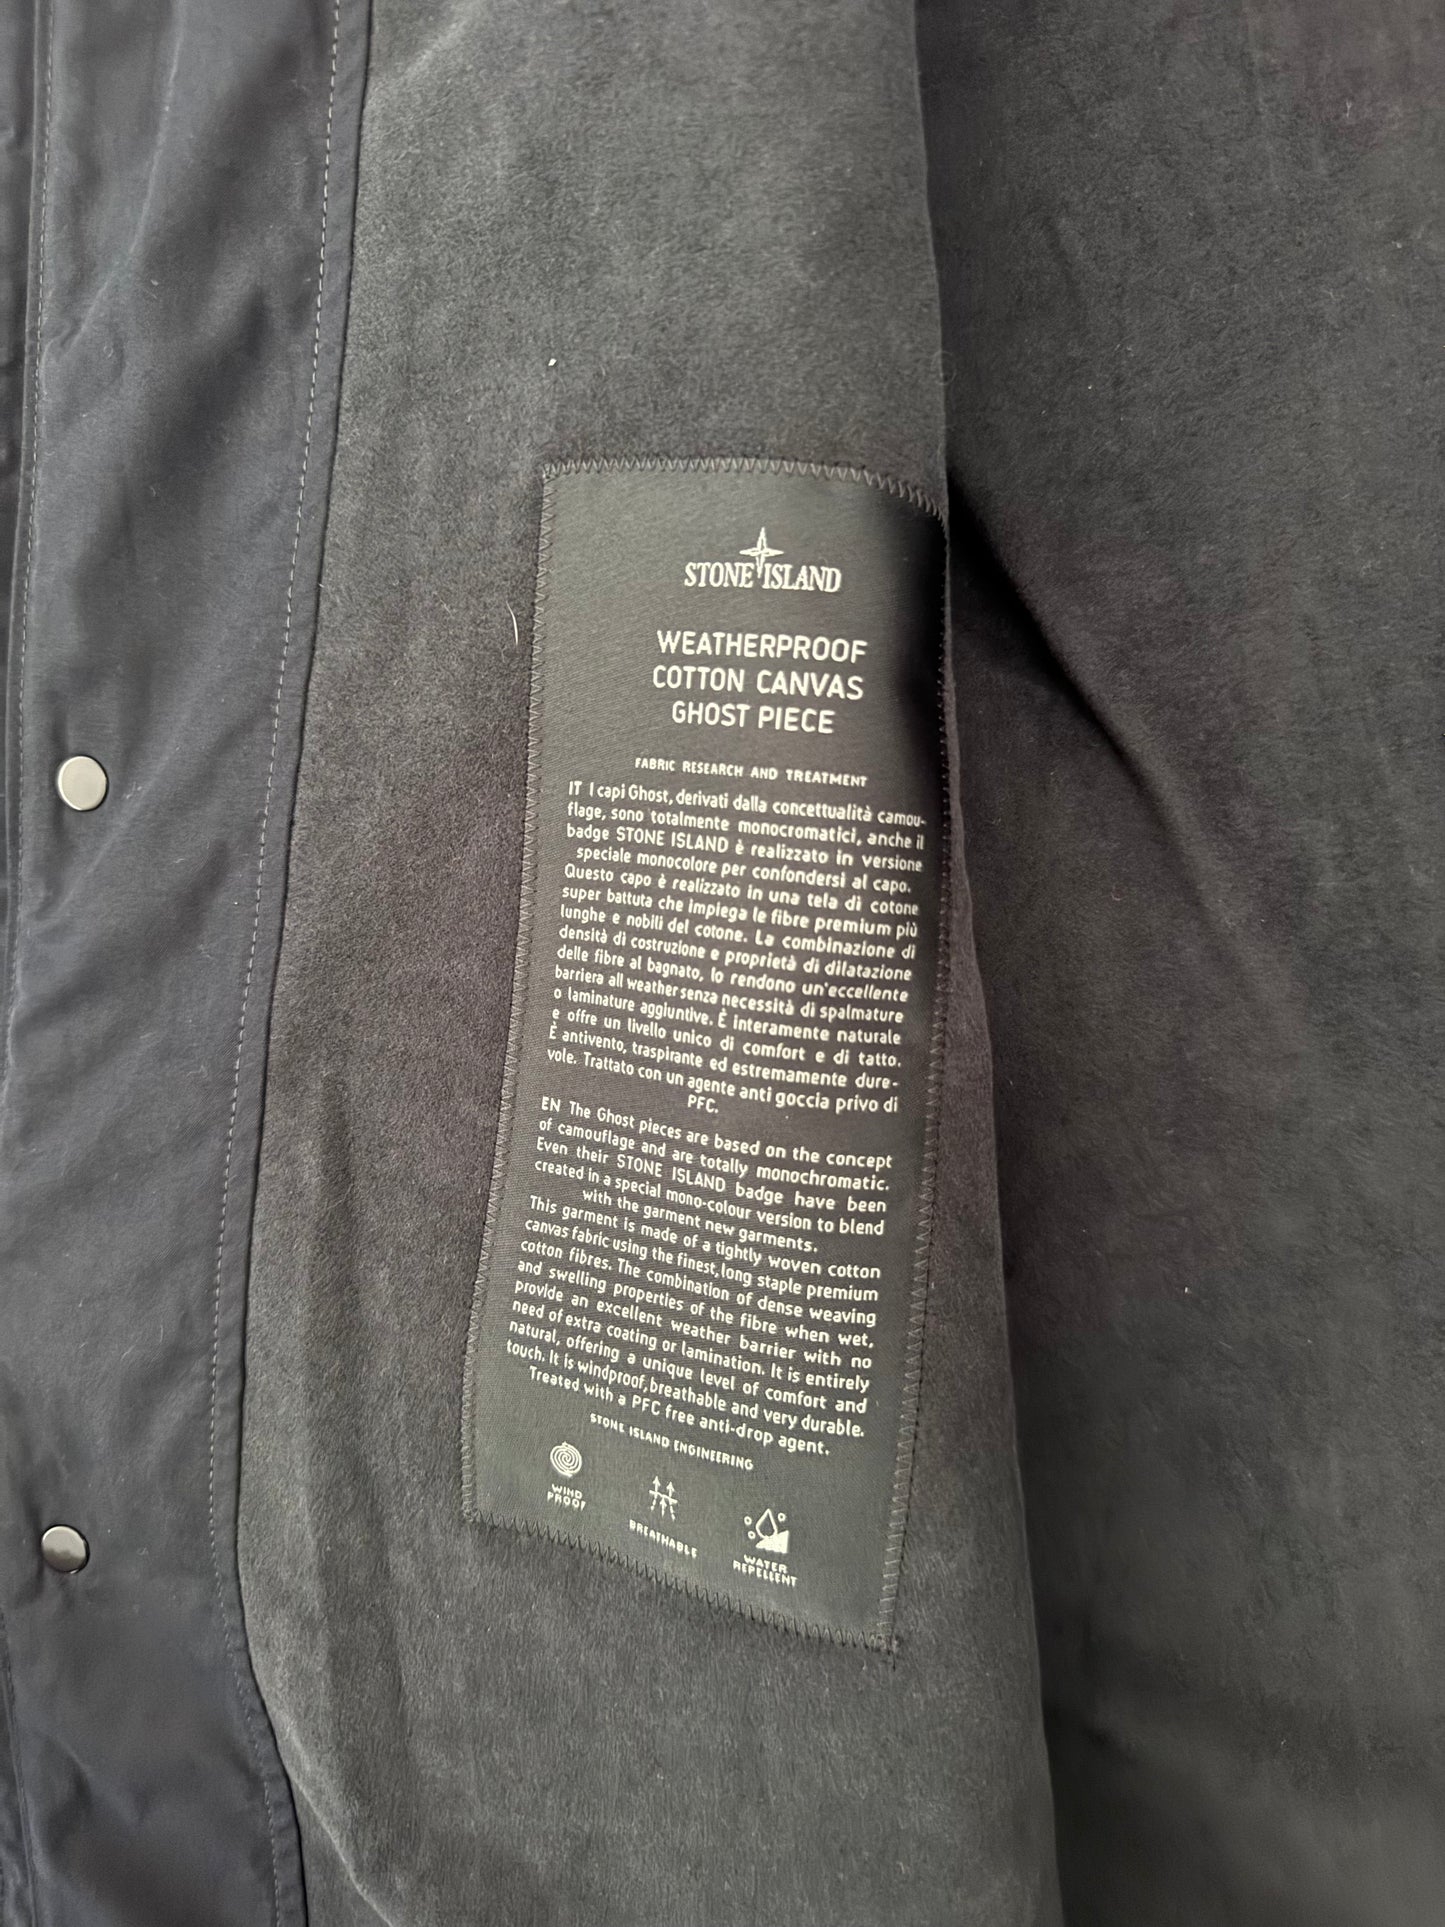 STONE ISLAND
WEATHERPROOF
COTTON CANVAS
GHOST PIECE
FABRIC RESEARCH AND TREATMENT
IT I capi Ghost, derivati dalla concettualità camou-
flage, sono totalmente monocromatici, anche il
badge STONE ISLAND è realizzato in versione
speciale monocolore per confondersi al capo.
Questo capo è realizzato in una tela di cotone
super battuta che impiega le fibre premium più
lunghe e nobili del cotone. La combinazione di
densità di costruzione e proprietà di dilatazione
delle fibre al bagnato, lo rendono un'eccellente
barriera all weather senza necessità di spalmature
o laminature aggiuntive. È interamente naturale
e offre un livello unico di comfort e di tatto.
È antivento, traspirante ed estremamente dure-
vole. Trattato con un agente anti goccia privo di
PFC.
EN The Ghost pieces are based on the concept
of camouflage and are totally monochromatic.
Even their STONE ISLAND badge have been
created in a special mono-colour version to blend
with the garment new garments.
This garment is made of a tightly woven cotton
canvas fabric using the finest, long staple premium
cotton fibres. The combination of dense weaving
and swelling properties of the fibre when wet,
provide an excellent weather barrier with no
need of extra coating or lamination. It is entirely
natural, offering a unique level of comfort and
touch. It is windproof, breathable and very durable.
Treated with a PFC free anti-drop agent.
STONE ISLAND ENGINEERING
WIND
PROOF
BREATHABLE
WATER
REPELLENT